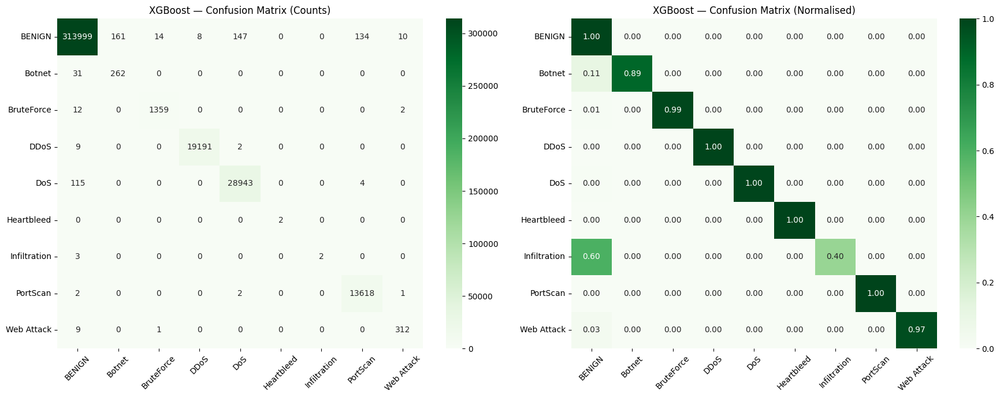 XGBoost — Confusion Matrix (Counts)
BENIGN 313999 161 14 8 147 0 0 134 10
Botnet 31 262 0 0 0 0 0 0 0
BruteForce 12 0 1359 0 0 0 0 0 2
DDoS 9 0 0 19191 2 0 0 0 0
DoS 115 0 0 0 28943 0 0 4 0
Heartbleed 0 0 0 0 0 2 0 0 0
Infiltration 3 0 0 0 0 0 2 0 0
PortScan 2 0 0 0 2 0 0 13618 1
Web Attack 9 0 1 0 0 0 0 0 312
BENIGN Botnet BruteForce DDoS DoS Heartbleed Infiltration PortScan Web Attack
300000
250000
200000
150000
100000
50000
0
XGBoost — Confusion Matrix (Normalised)
BENIGN 1.00 0.00 0.00 0.00 0.00 0.00 0.00 0.00 0.00
Botnet 0.11 0.89 0.00 0.00 0.00 0.00 0.00 0.00 0.00
BruteForce 0.01 0.00 0.99 0.00 0.00 0.00 0.00 0.00 0.00
DDoS 0.00 0.00 0.00 1.00 0.00 0.00 0.00 0.00 0.00
DoS 0.00 0.00 0.00 0.00 1.00 0.00 0.00 0.00 0.00
Heartbleed 0.00 0.00 0.00 0.00 0.00 1.00 0.00 0.00 0.00
Infiltration 0.60 0.00 0.00 0.00 0.00 0.00 0.40 0.00 0.00
PortScan 0.00 0.00 0.00 0.00 0.00 0.00 0.00 1.00 0.00
Web Attack 0.03 0.00 0.00 0.00 0.00 0.00 0.00 0.00 0.97
BENIGN Botnet BruteForce DDoS DoS Heartbleed Infiltration PortScan Web Attack
1.0
0.8
0.6
0.4
0.2
0.0